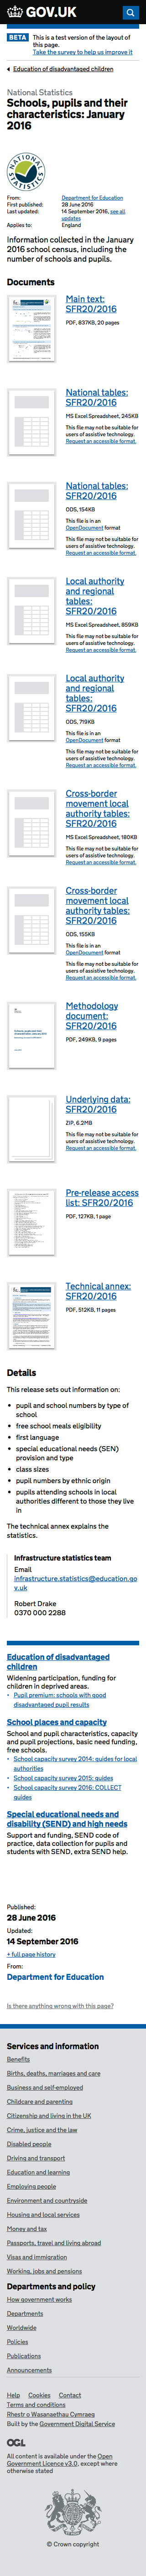 GOV.UK
BETA This is a test version of the layout of
this page.
Take the survey to help us improve it
Education of disadvantaged children
National Statistics
Schools, pupils and their
characteristics: January
2016
NATIONAL STATISTICS
From: Department for Education
First published: 28 June 2016
Last updated: 14 September 2016, see all
updates
Applies to: England
Information collected in the January
2016 school census, including the
number of schools and pupils.
Documents
Main text:
SFR20/2016
PDF, 837KB, 20 pages
National tables:
SFR20/2016
MS Excel Spreadsheet, 245KB
This file may not be suitable for
users of assistive technology.
Request an accessible format.
National tables:
SFR20/2016
ODS, 154KB
This file is in an
OpenDocument format
This file may not be suitable for
users of assistive technology.
Request an accessible format.
Local authority
and regional
tables:
SFR20/2016
MS Excel Spreadsheet, 859KB
This file may not be suitable for
users of assistive technology.
Request an accessible format.
Local authority
and regional
tables:
SFR20/2016
ODS, 719KB
This file is in an
OpenDocument format
This file may not be suitable for
users of assistive technology.
Request an accessible format.
Cross-border
movement local
authority tables:
SFR20/2016
MS Excel Spreadsheet, 180KB
This file may not be suitable for
users of assistive technology.
Request an accessible format.
Cross-border
movement local
authority tables:
SFR20/2016
ODS, 155KB
This file is in an
OpenDocument format
This file may not be suitable for
users of assistive technology.
Request an accessible format.
Methodology
document:
SFR20/2016
PDF, 249KB, 9 pages
Underlying data:
SFR20/2016
ZIP, 6.2MB
This file may not be suitable for
users of assistive technology.
Request an accessible format.
Pre-release access
list: SFR20/2016
PDF, 127KB, 1 page
Technical annex:
SFR20/2016
PDF, 512KB, 11 pages
Details
This release sets out information on:
• pupil and school numbers by type of
school
• free school meals eligibility
• first language
• special educational needs (SEN)
provision and type
• class sizes
• pupil numbers by ethnic origin
• pupils attending schools in local
authorities different to those they live
in
The technical annex explains the
statistics.
Infrastructure statistics team
Email
infrastructure.statistics@education.go
v.uk
Robert Drake
0370 000 2288
Education of disadvantaged
children
Widening participation, funding for
children in deprived areas.
• Pupil premium: schools with good
disadvantaged pupil results
School places and capacity
School and pupil characteristics, capacity
and pupil projections, basic need funding,
free schools.
• School capacity survey 2014: guides for local
authorities
• School capacity survey 2015: guides
• School capacity survey 2016: COLLECT
guides
Special educational needs and
disability (SEND) and high needs
Support and funding, SEND code of
practice, data collection for pupils and
students with SEND, extra SEND help.
Published:
28 June 2016
Updated:
14 September 2016
+ full page history
From:
Department for Education
Is there anything wrong with this page?
Services and information
Benefits
Births, deaths, marriages and care
Business and self-employed
Childcare and parenting
Citizenship and living in the UK
Crime, justice and the law
Disabled people
Driving and transport
Education and learning
Employing people
Environment and countryside
Housing and local services
Money and tax
Passports, travel and living abroad
Visas and immigration
Working, jobs and pensions
Departments and policy
How government works
Departments
Worldwide
Policies
Publications
Announcements
Help Cookies Contact
Terms and conditions
Rhestr o Wasanaethau Cymraeg
Built by the Government Digital Service
OGL
All content is available under the Open
Government Licence v3.0, except where
otherwise stated
© Crown copyright